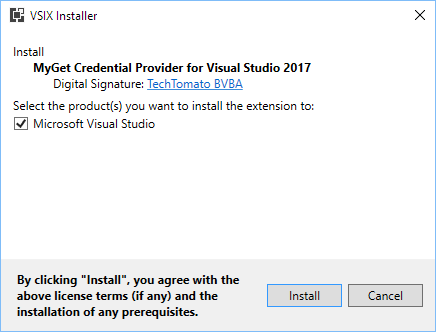 VSIX Installer
Install
MyGet Credential Provider for Visual Studio 2017
Digital Signature: TechTomato BVBA
Select the product(s) you want to install the extension to:
Microsoft Visual Studio
By clicking "Install", you agree with the
above license terms (if any) and the
installation of any prerequisites.
Install
Cancel